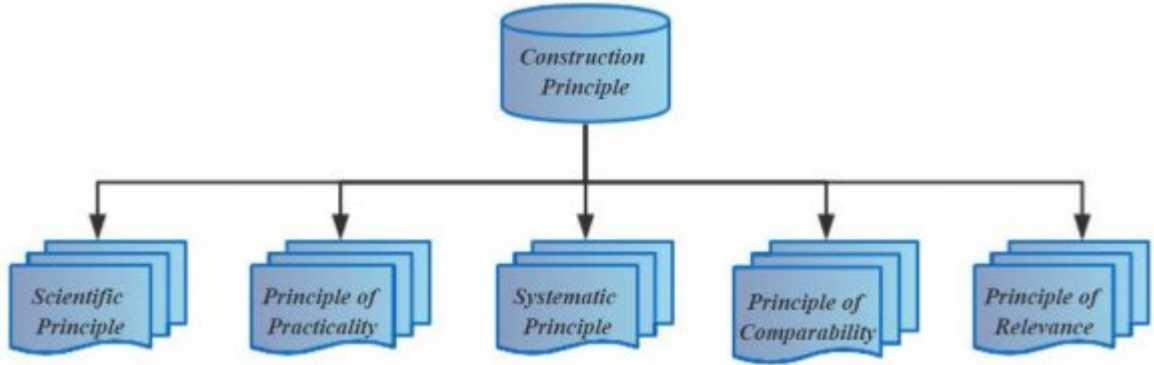 Construction
Principle
Scientific
Principle
Principle of
Practicality
Systematic
Principle
Principle of
Comparability
Principle of
Relevance